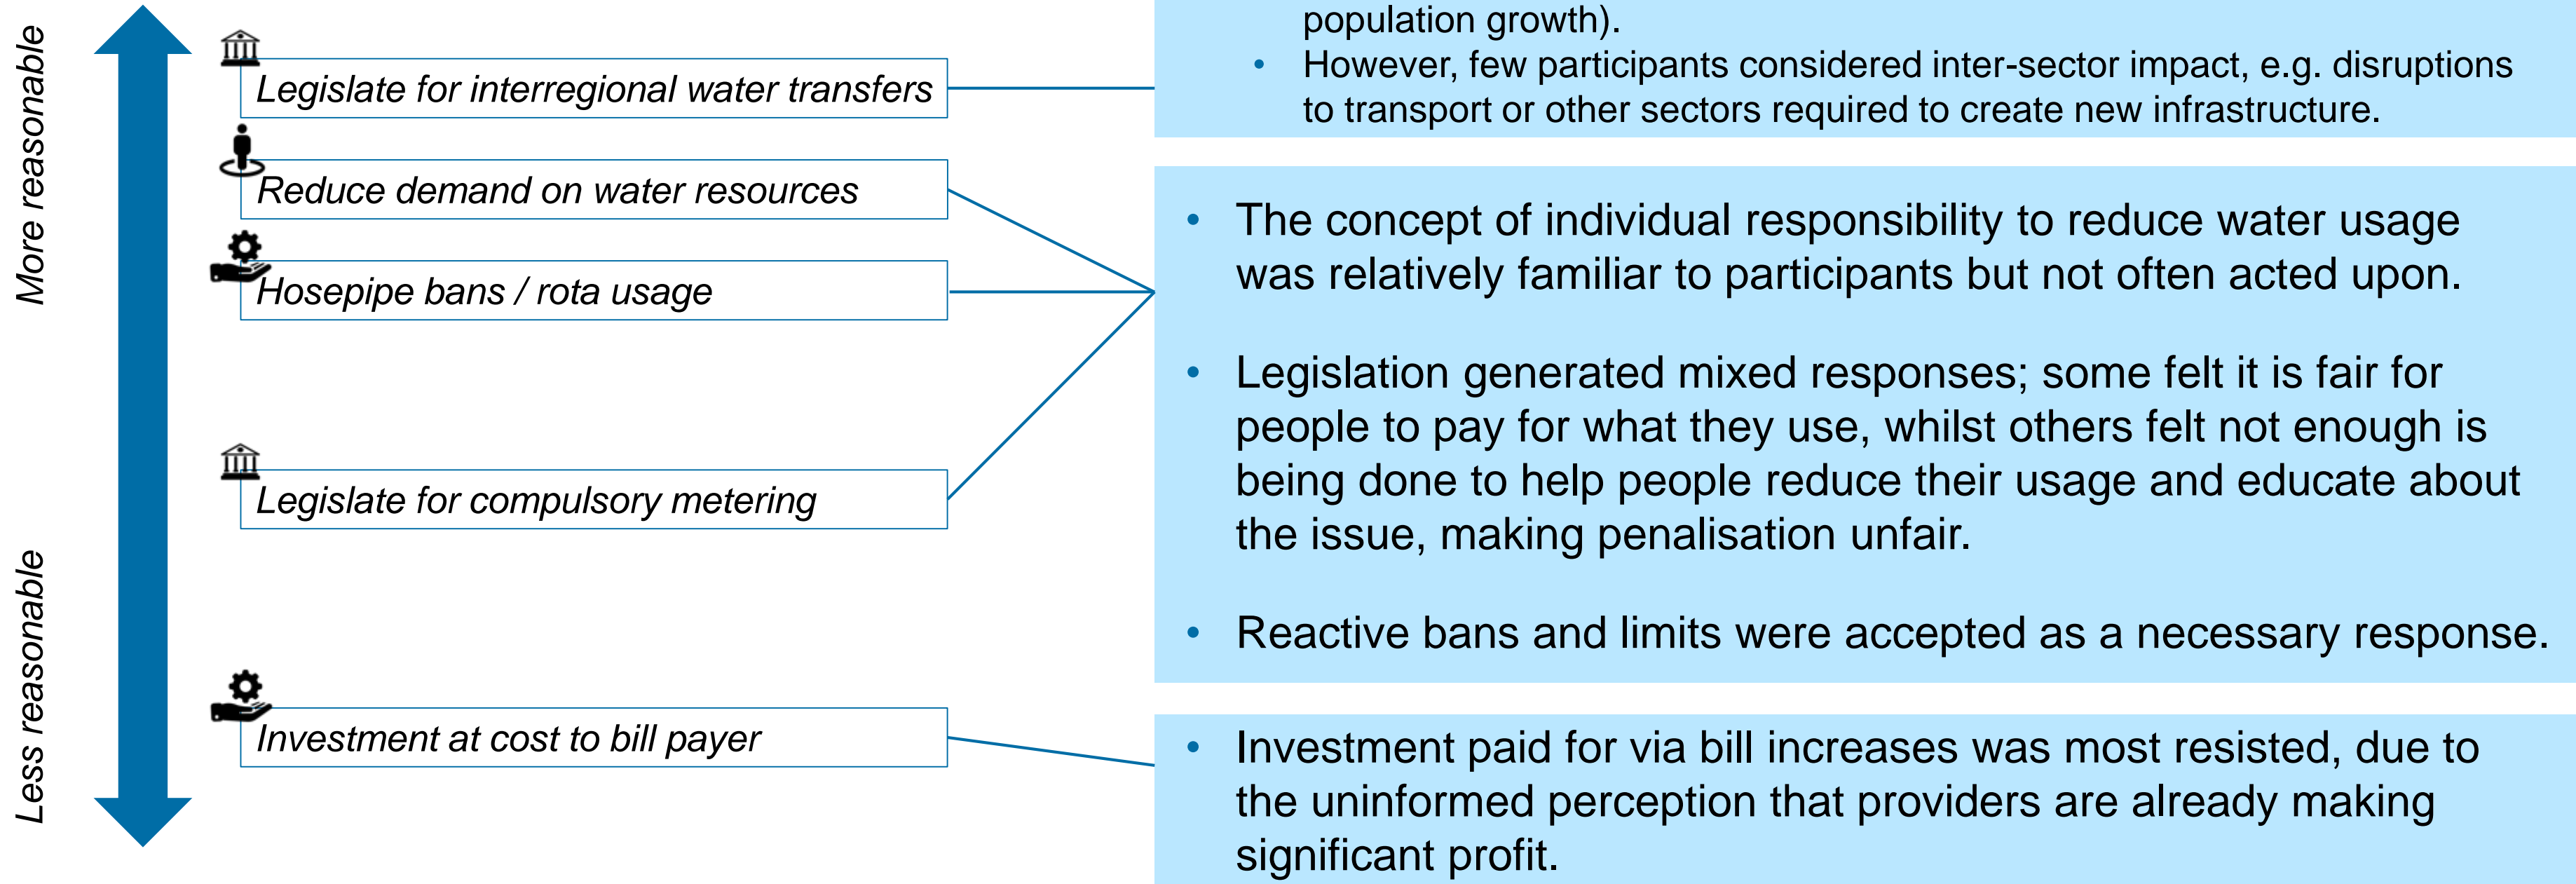 More reasonable
Less reasonable
Legislate for interregional water transfers
Reduce demand on water resources
Hosepipe bans / rota usage
Legislate for compulsory metering
Investment at cost to bill payer
population growth).
• However, few participants considered inter-sector impact, e.g. disruptions
to transport or other sectors required to create new infrastructure.
• The concept of individual responsibility to reduce water usage
was relatively familiar to participants but not often acted upon.
• Legislation generated mixed responses; some felt it is fair for
people to pay for what they use, whilst others felt not enough is
being done to help people reduce their usage and educate about
the issue, making penalisation unfair.
• Reactive bans and limits were accepted as a necessary response.
• Investment paid for via bill increases was most resisted, due to
the uninformed perception that providers are already making
significant profit.